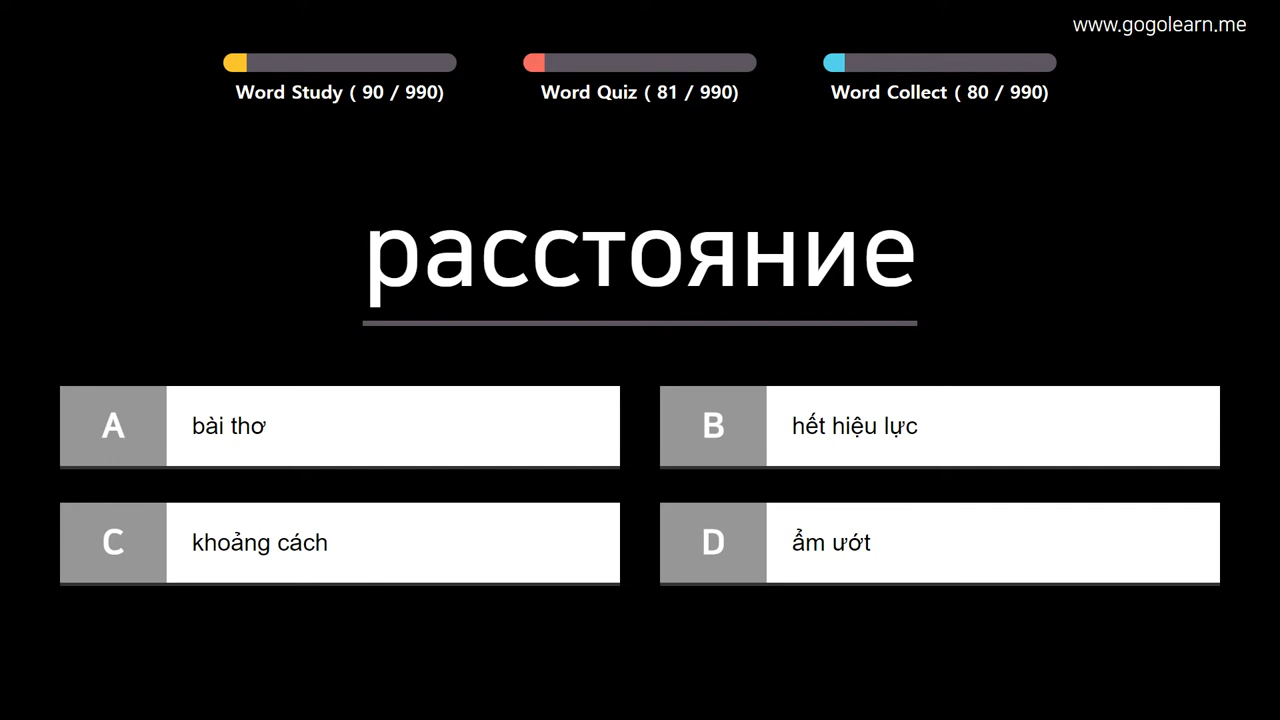 www.gogolearn.me
Word Study ( 90 / 990)
Word Quiz ( 81 / 990)
Word Collect ( 80 / 990)
расстояние
A bài thơ
B hết hiệu lực
C khoảng cách
D ẩm ướt